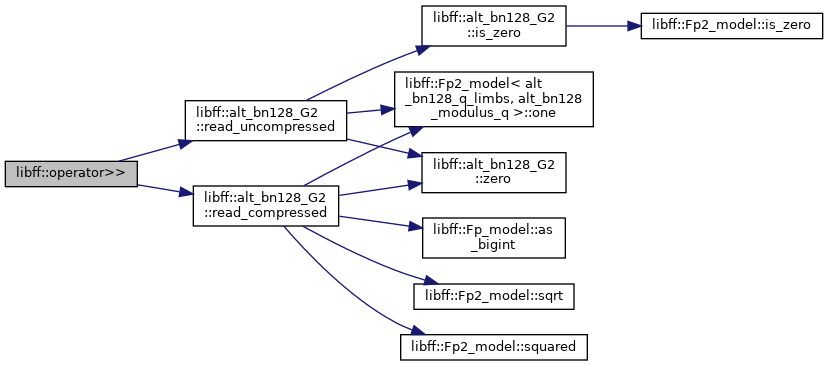 libff::alt_bn128_G2
::is_zero
libff::Fp2_model::is_zero
libff::Fp2_model< alt
_bn128_q_limbs, alt_bn128
_modulus_q >::one
libff::alt_bn128_G2
::read_uncompressed
libff::operator>>
libff::alt_bn128_G2
::zero
libff::alt_bn128_G2
::read_compressed
libff::Fp_model::as
_bigint
libff::Fp2_model::sqrt
libff::Fp2_model::squared